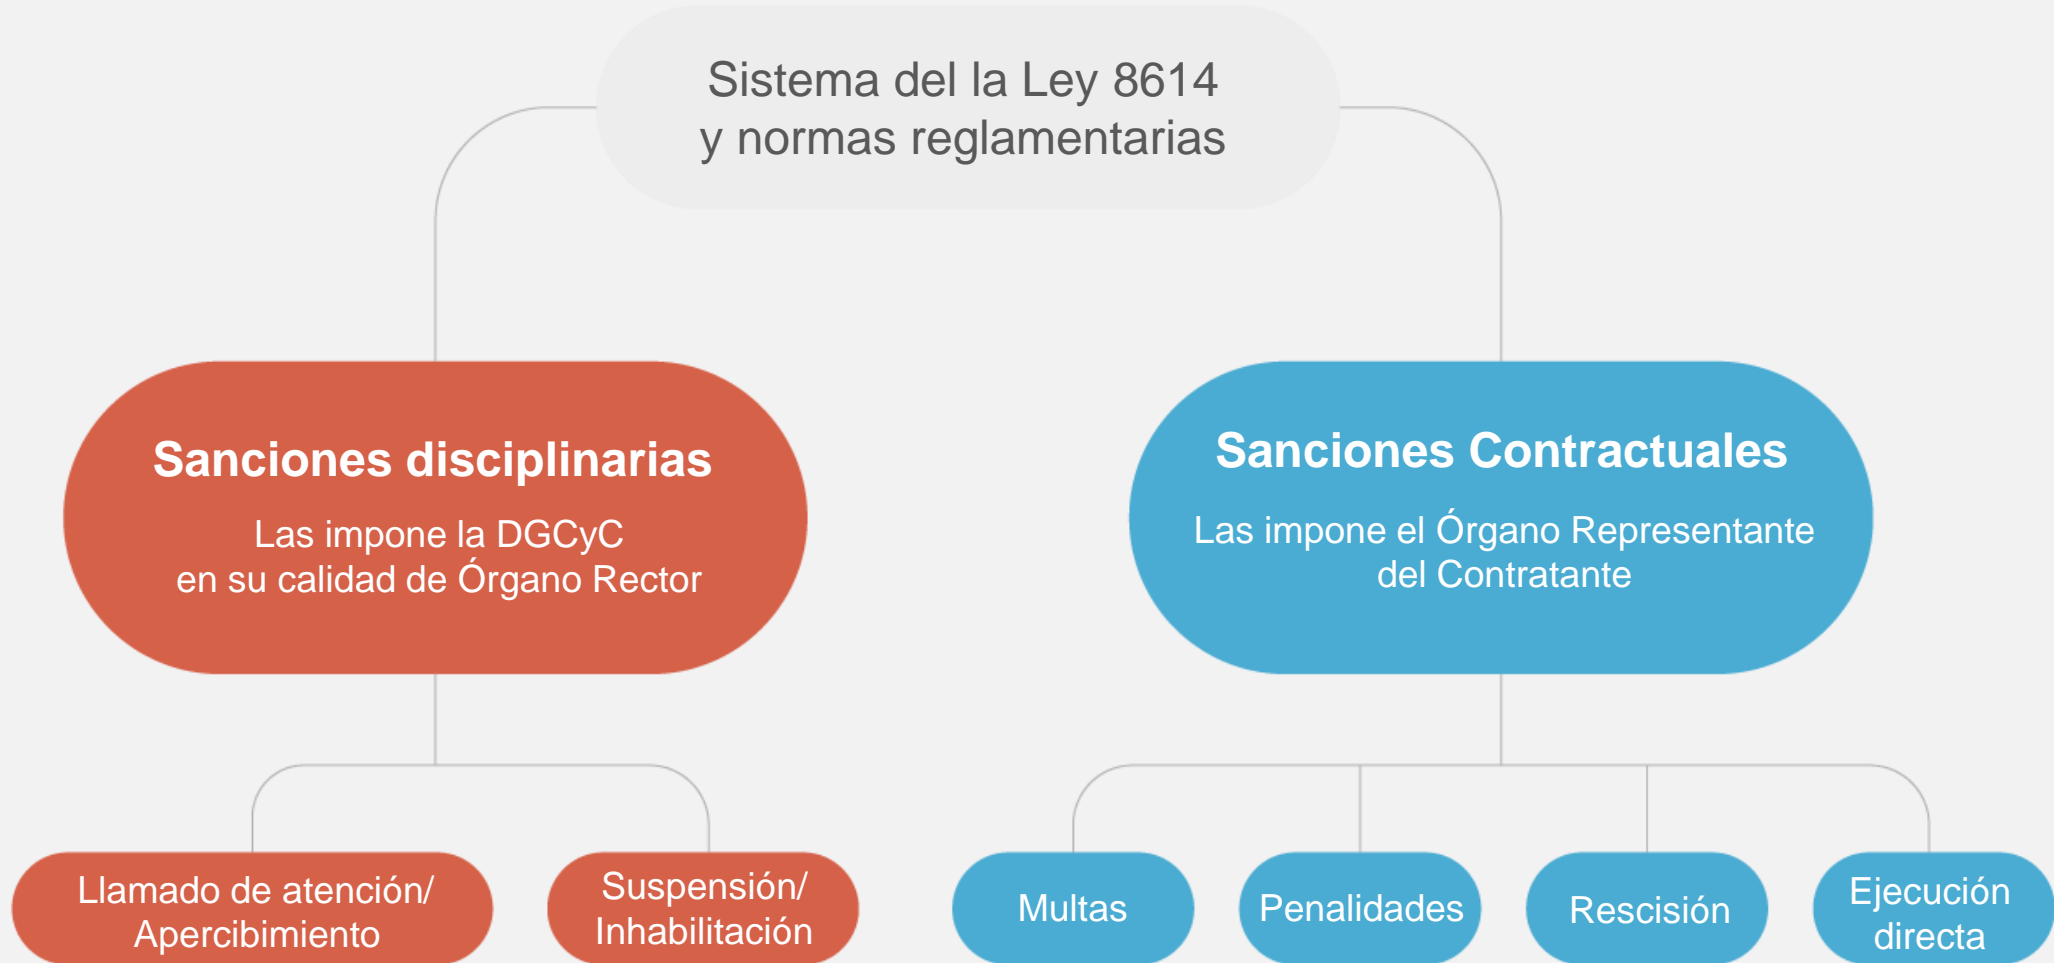 Sistema del la Ley 8614
y normas reglamentarias
Sanciones disciplinarias
Las impone la DGCyC
en su calidad de Órgano Rector
Sanciones Contractuales
Las impone el Órgano Representante
del Contratante
Llamado de atención/
Apercibimiento
Suspensión/
Inhabilitación
Multas
Penalidades
Rescisión
Ejecución
directa